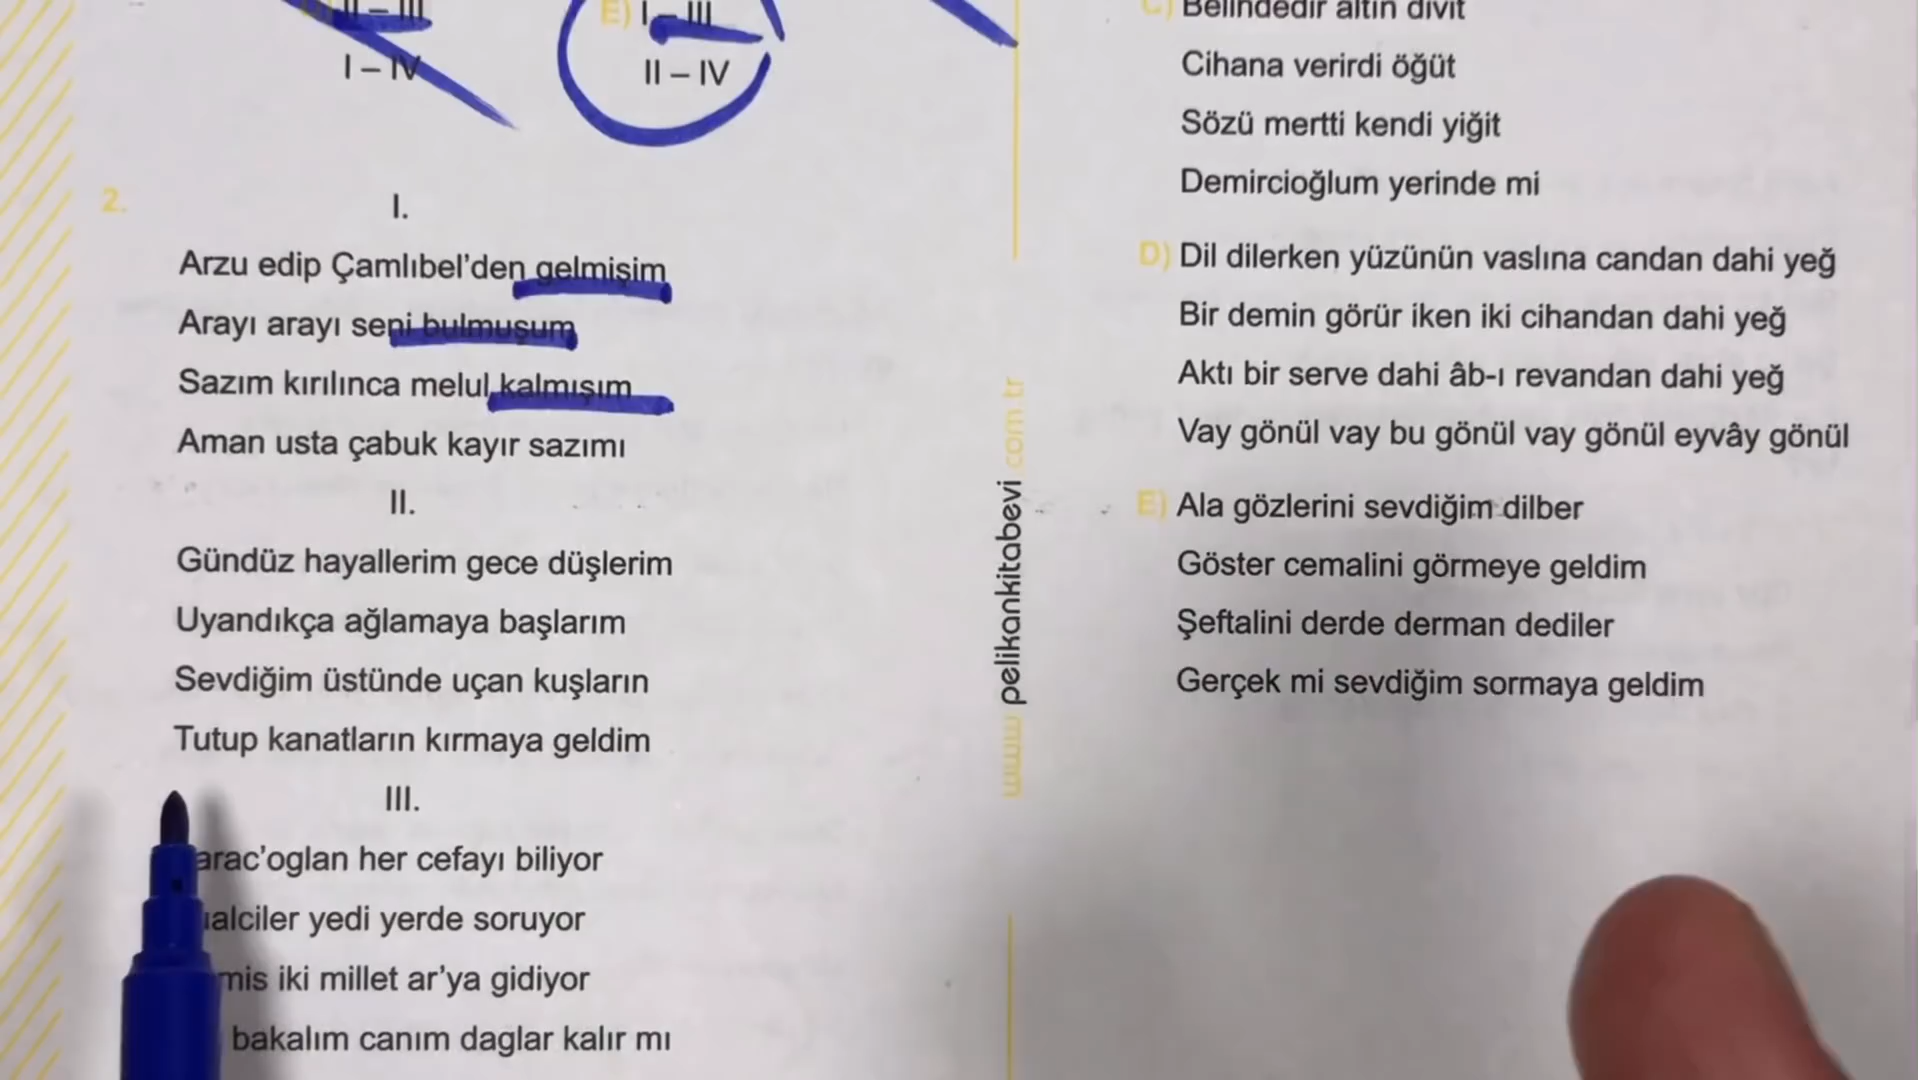 II – III
I – IV
E) I – III
II – IV
2.
I.
Arzu edip Çamlıbel'den gelmişim
Arayı arayı seni bulmuşum
Sazım kırılınca melul kalmışım
Aman usta çabuk kayır sazımı
II.
Gündüz hayallerim gece düşlerim
Uyandıkça ağlamaya başlarım
Sevdiğim üstünde uçan kuşların
Tutup kanatların kırmaya geldim
III.
arac'oglan her cefayı biliyor
alciler yedi yerde soruyor
mis iki millet ar'ya gidiyor
bakalım canım daglar kalır mı
www.pelikankitabevi.com.tr
C) Belindedir altın divit
Cihana verirdi öğüt
Sözü mertti kendi yiğit
Demircioğlum yerinde mi
D) Dil dilerken yüzünün vaslına candan dahi yeğ
Bir demin görür iken iki cihandan dahi yeğ
Aktı bir serve dahi âb-ı revandan dahi yeğ
Vay gönül vay bu gönül vay gönül eyvây gönül
E) Ala gözlerini sevdiğim dilber
Göster cemalini görmeye geldim
Şeftalini derde derman dediler
Gerçek mi sevdiğim sormaya geldim